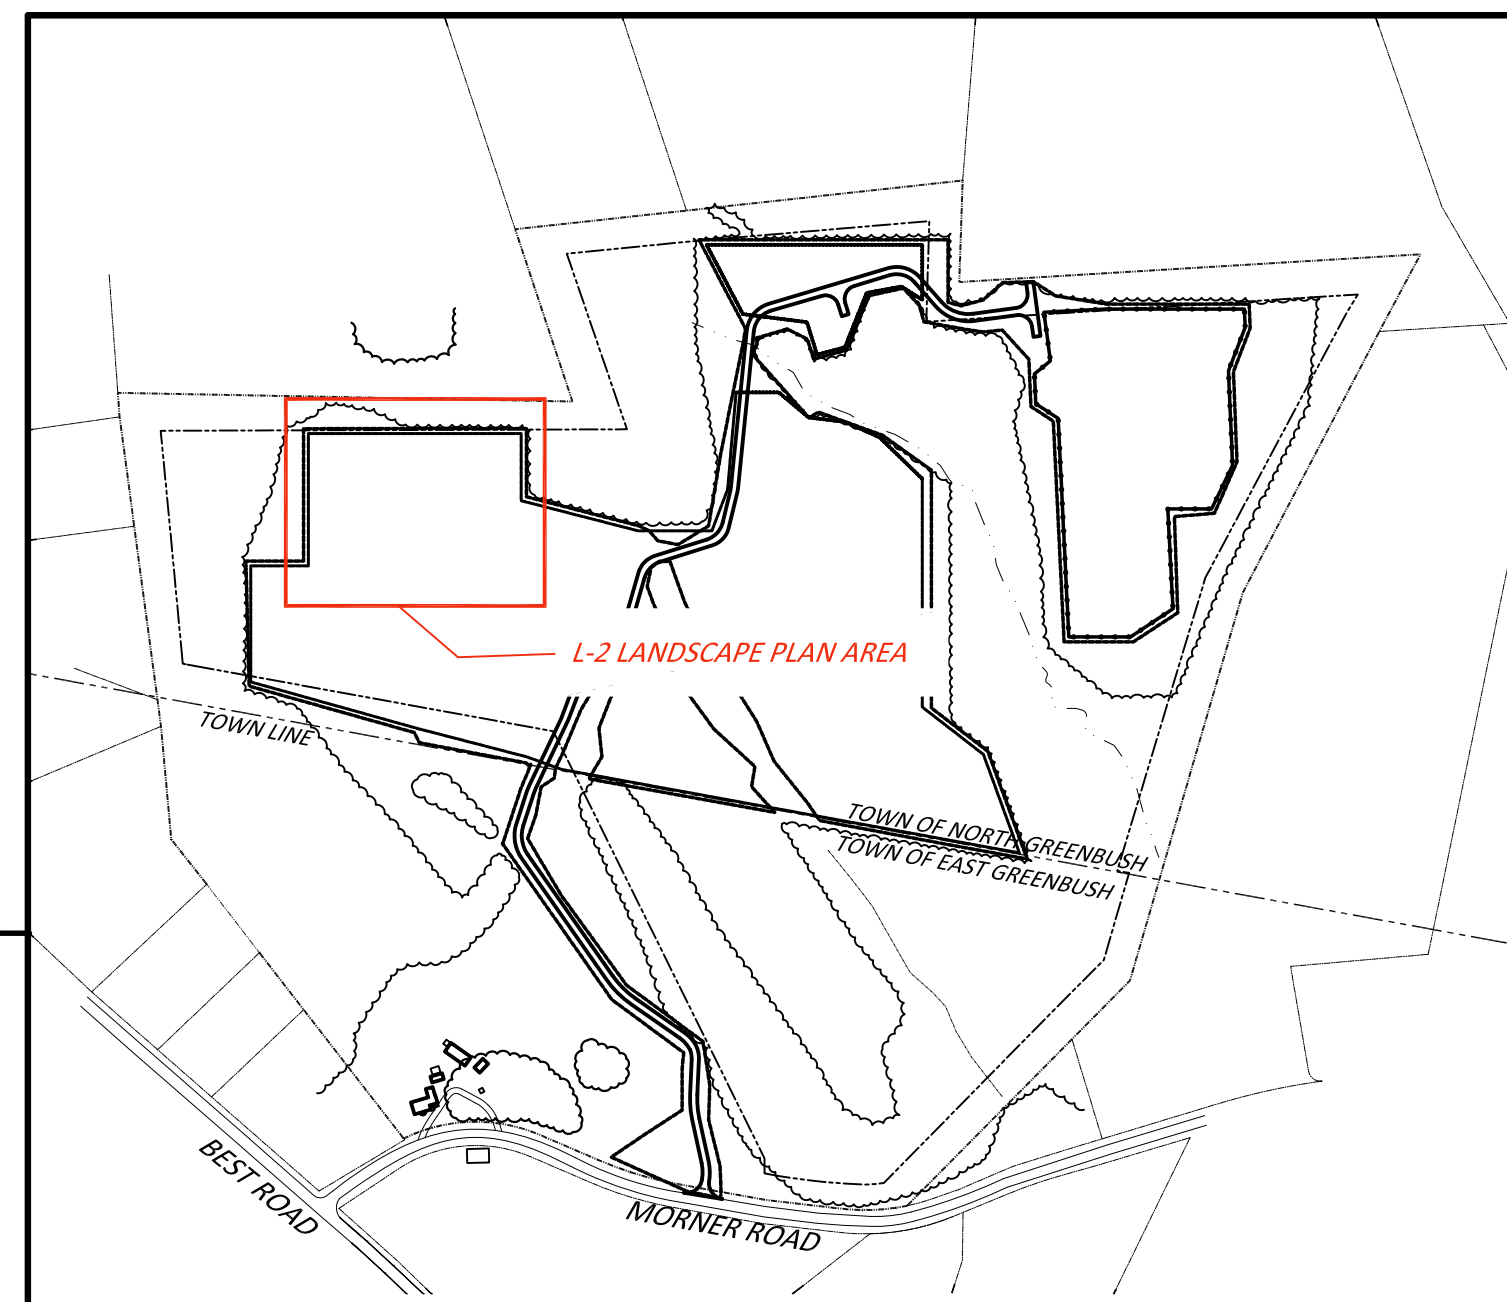 L-2 LANDSCAPE PLAN AREA
TOWN LINE
TOWN OF NORTH GREENBUSH
TOWN OF EAST GREENBUSH
BEST ROAD
MORNER ROAD